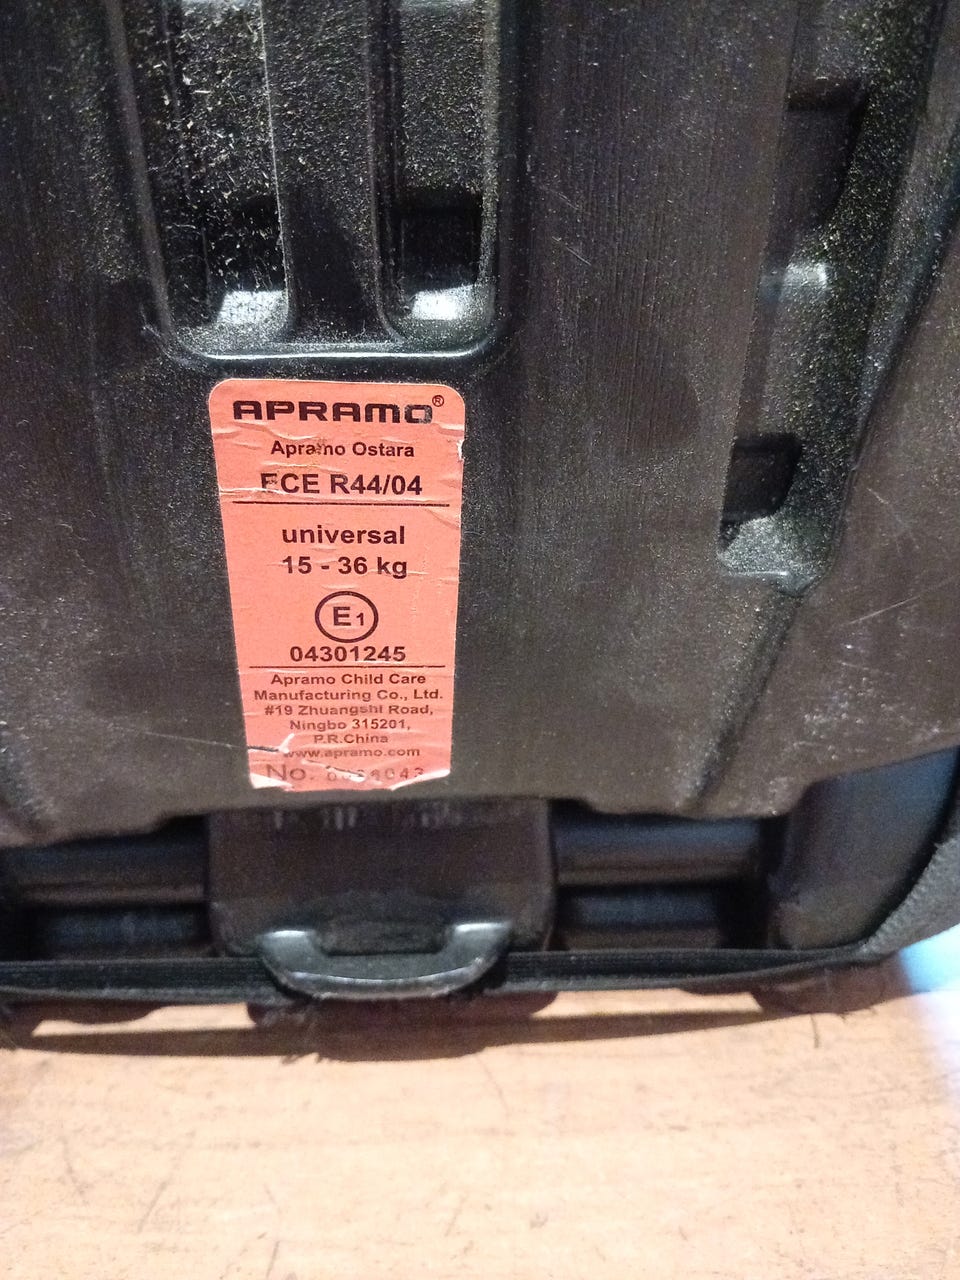 APRAMO®
Apramo Ostara
ECE R44/04
universal
15 - 36 kg
E1
04301245
Apramo Child Care
Manufacturing Co., Ltd.
#19 Zhuangshi Road,
Ningbo 315201,
P.R.China
www.apramo.com
No.